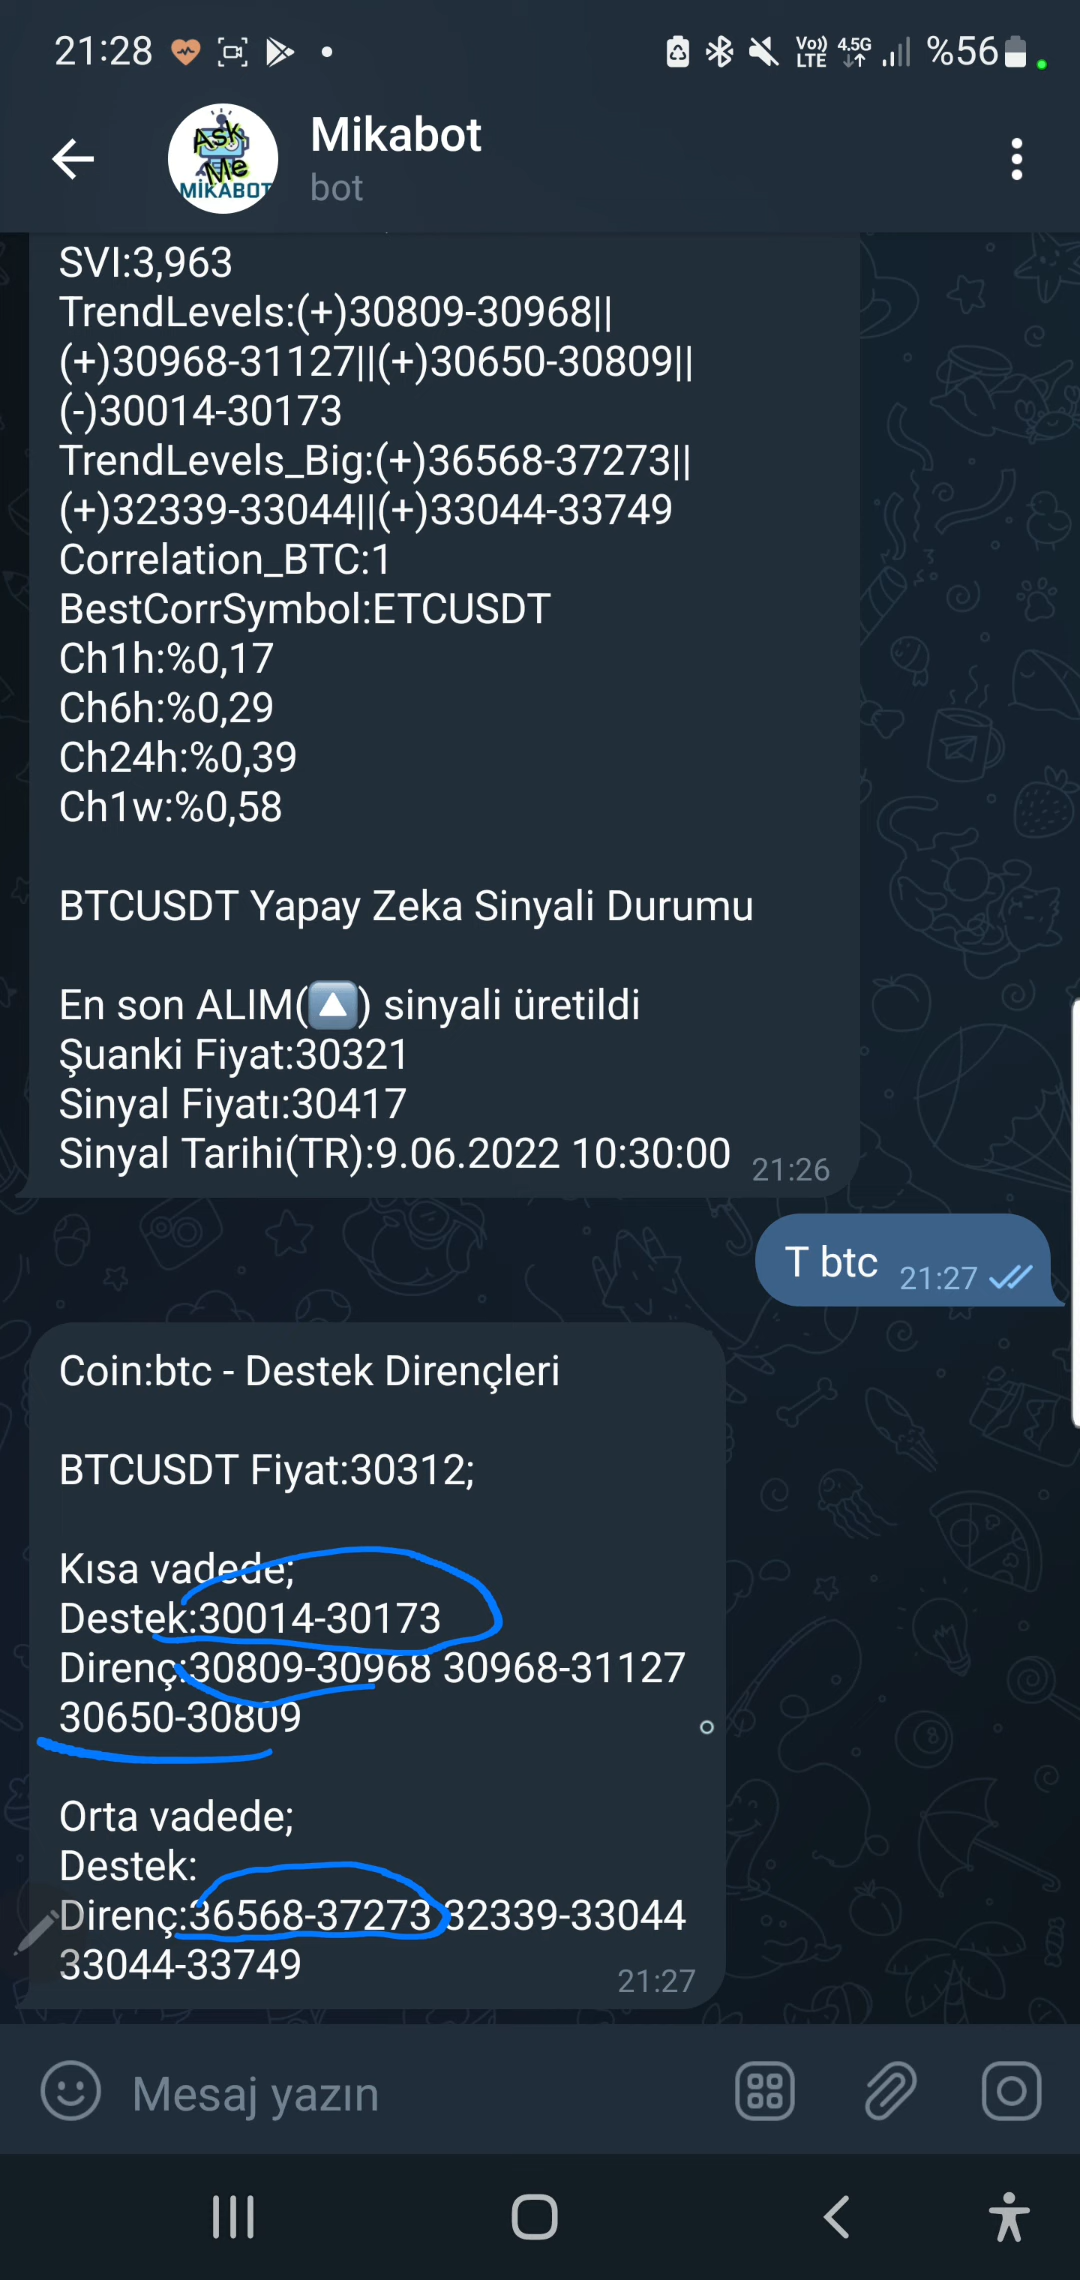 21:28
Vo)) 4.5G
LTE
%56
Ask
Me
MİKABOT
Mikabot
bot
SVI:3,963
TrendLevels:(+)30809-30968||
(+)30968-31127||(+)30650-30809||
(-)30014-30173
TrendLevels_Big:(+)36568-37273||
(+)32339-33044||(+)33044-33749
Correlation_BTC:1
BestCorrSymbol:ETCUSDT
Ch1h:%0,17
Ch6h:%0,29
Ch24h:%0,39
Ch1w:%0,58
BTCUSDT Yapay Zeka Sinyali Durumu
En son ALIM(🔼) sinyali üretildi
Şuanki Fiyat:30321
Sinyal Fiyatı:30417
Sinyal Tarihi(TR):9.06.2022 10:30:00
21:26
T btc
21:27
Coin:btc - Destek Dirençleri
BTCUSDT Fiyat:30312;
Kısa vadede;
Destek:30014-30173
Direnç:30809-30968 30968-31127
30650-30809
Orta vadede;
Destek:
Direnç:36568-37273 32339-33044
33044-33749
21:27
Mesaj yazın